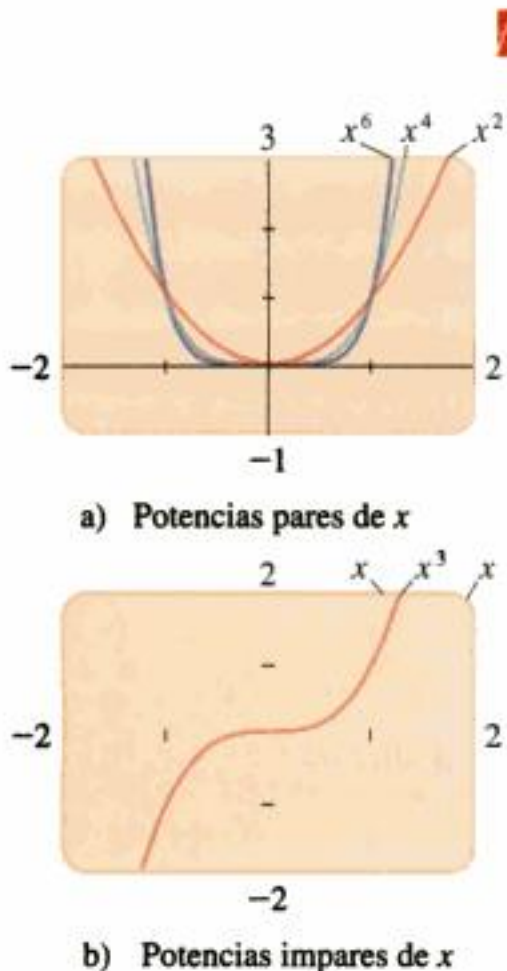 x⁶ x⁴ x²
3
−2 2
−1
a) Potencias pares de x
2 x x³ x
−2 2
−2
b) Potencias impares de x